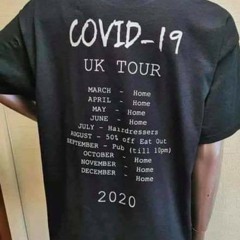 COVID-19
UK TOUR
MARCH - Home
APRIL - Home
MAY - Home
JUNE - Home
JULY - Hairdressers
AUGUST - 50% off Eat Out
SEPTEMBER - Pub (till 10pm)
OCTOBER - Home
NOVEMBER - Home
DECEMBER - Home
2020